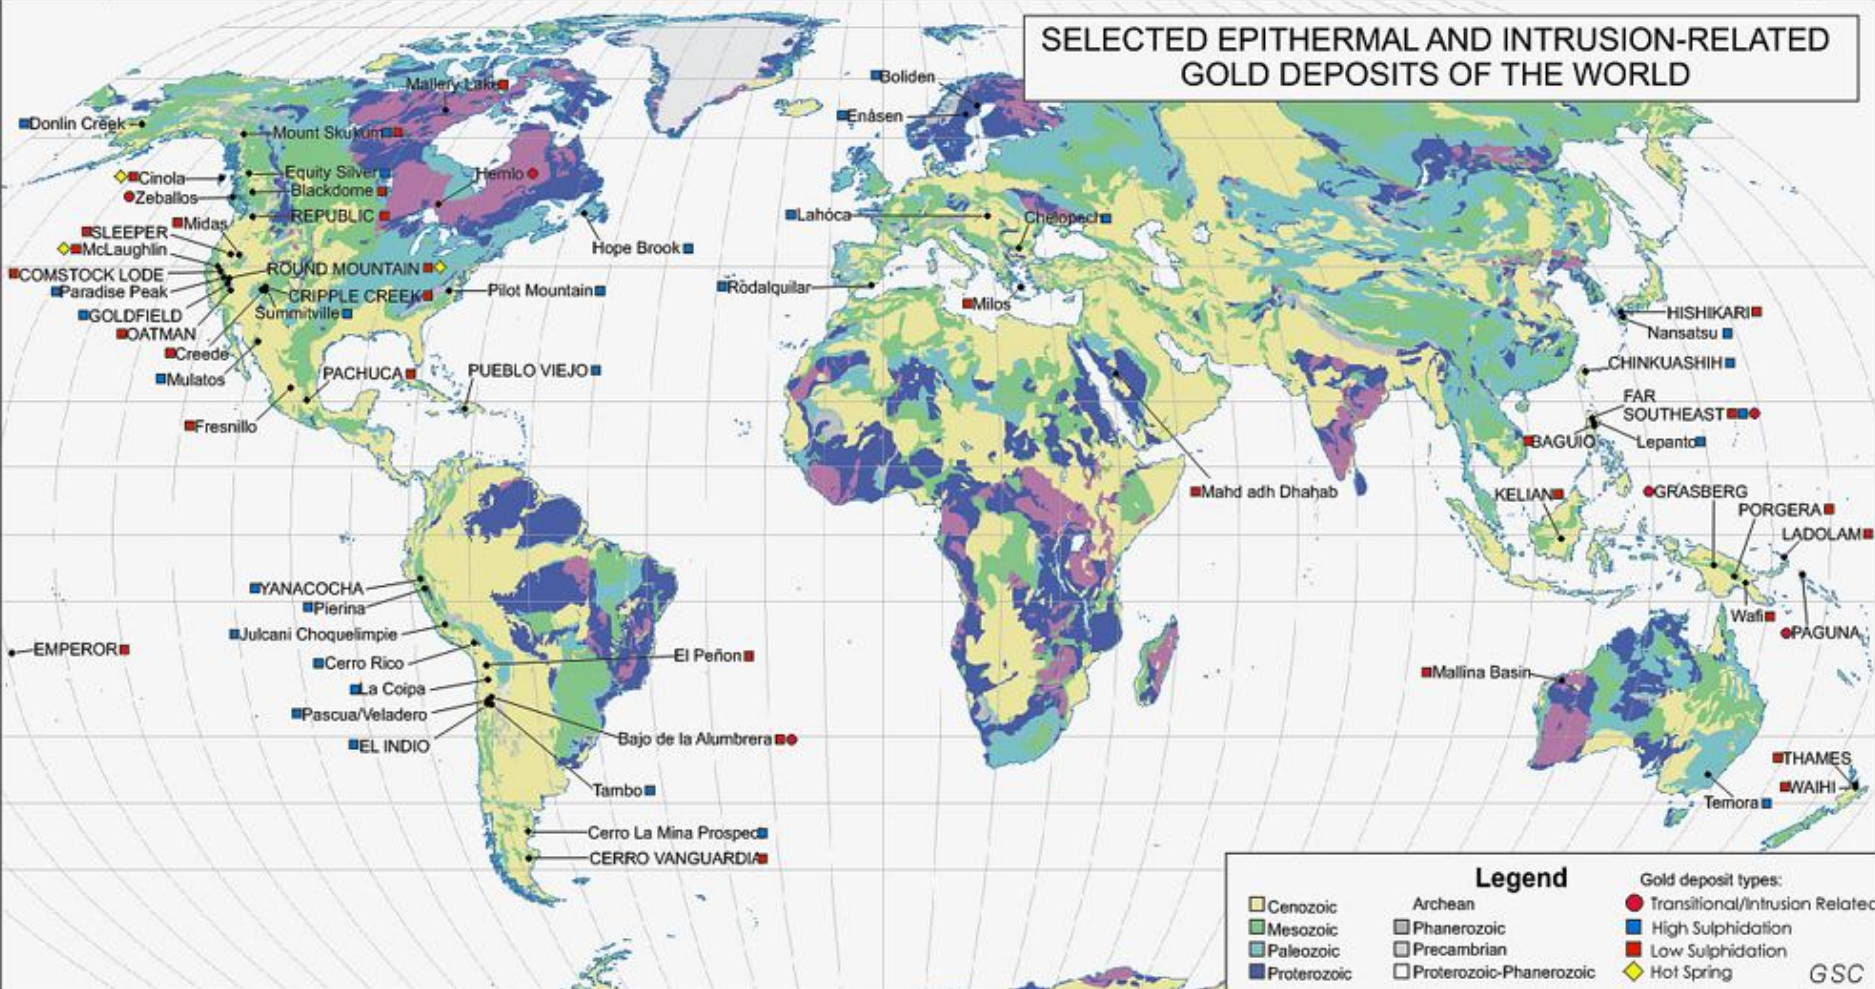 SELECTED EPITHERMAL AND INTRUSION-RELATED
GOLD DEPOSITS OF THE WORLD
Mallery Lake
Boliden
Donlin Creek
Enåsen
Mount Skukum
Cinola
Equity Silver
Hemlo
Zeballos
Blackdome
REPUBLIC
Midas
SLEEPER
McLaughlin
Lahóca
Chelopech
Hope Brook
COMSTOCK LODE
ROUND MOUNTAIN
Paradise Peak
CRIPPLE CREEK
Pilot Mountain
Rodalquilar
Milos
GOLDFIELD
Summitville
HISHIKARI
OATMAN
Nansatsu
Creede
CHINKUASHIH
Mulatos
PACHUCA
PUEBLO VIEJO
FAR
SOUTHEAST
Fresnillo
BAGUIO
Lepanto
Mahd adh Dhahab
KELIAN
GRASBERG
PORGERA
LADOLAM
YANACOCHA
Pierina
Wafi
Julcani Choquelimpie
PAGUNA
EMPEROR
Cerro Rico
El Peñon
Mallina Basin
La Coipa
Pascua/Veladero
EL INDIO
Bajo de la Alumbrera
THAMES
Tambo
WAIHI
Temora
Cerro La Mina Prospec
CERRO VANGUARDIA
Legend
Cenozoic
Mesozoic
Paleozoic
Proterozoic
Archean
Phanerozoic
Precambrian
Proterozoic-Phanerozoic
Gold deposit types:
Transitional/Intrusion Related
High Sulphidation
Low Sulphidation
Hot Spring
GSC